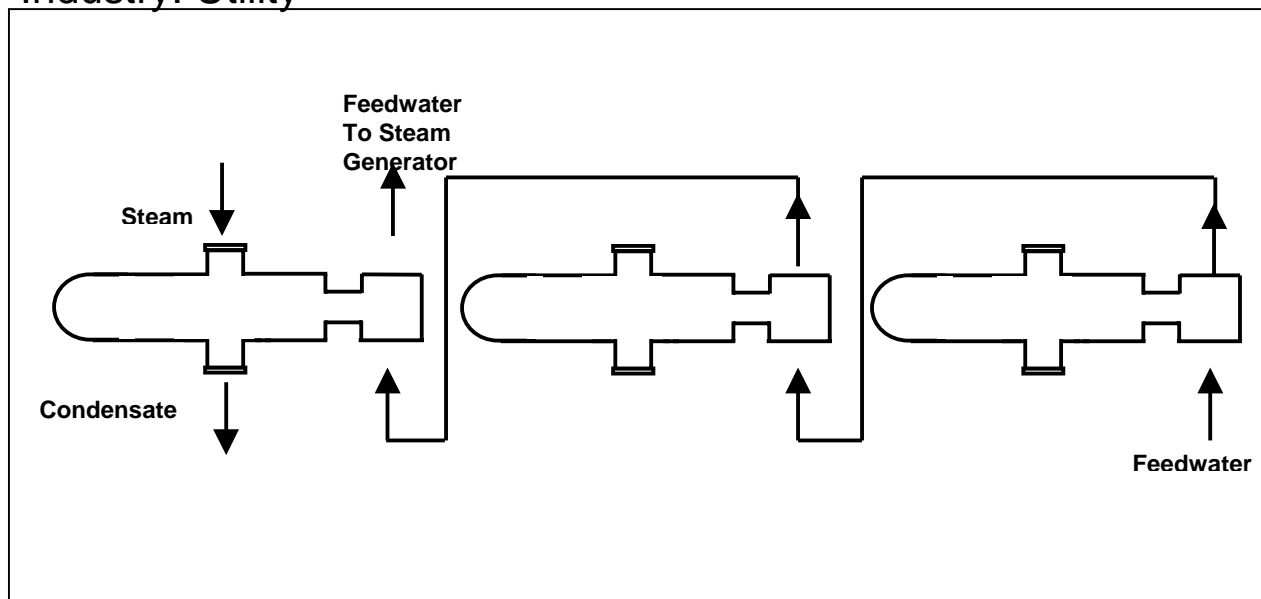 Industry: Utility
Feedwater
To Steam
Generator
Steam
Condensate
Feedwater